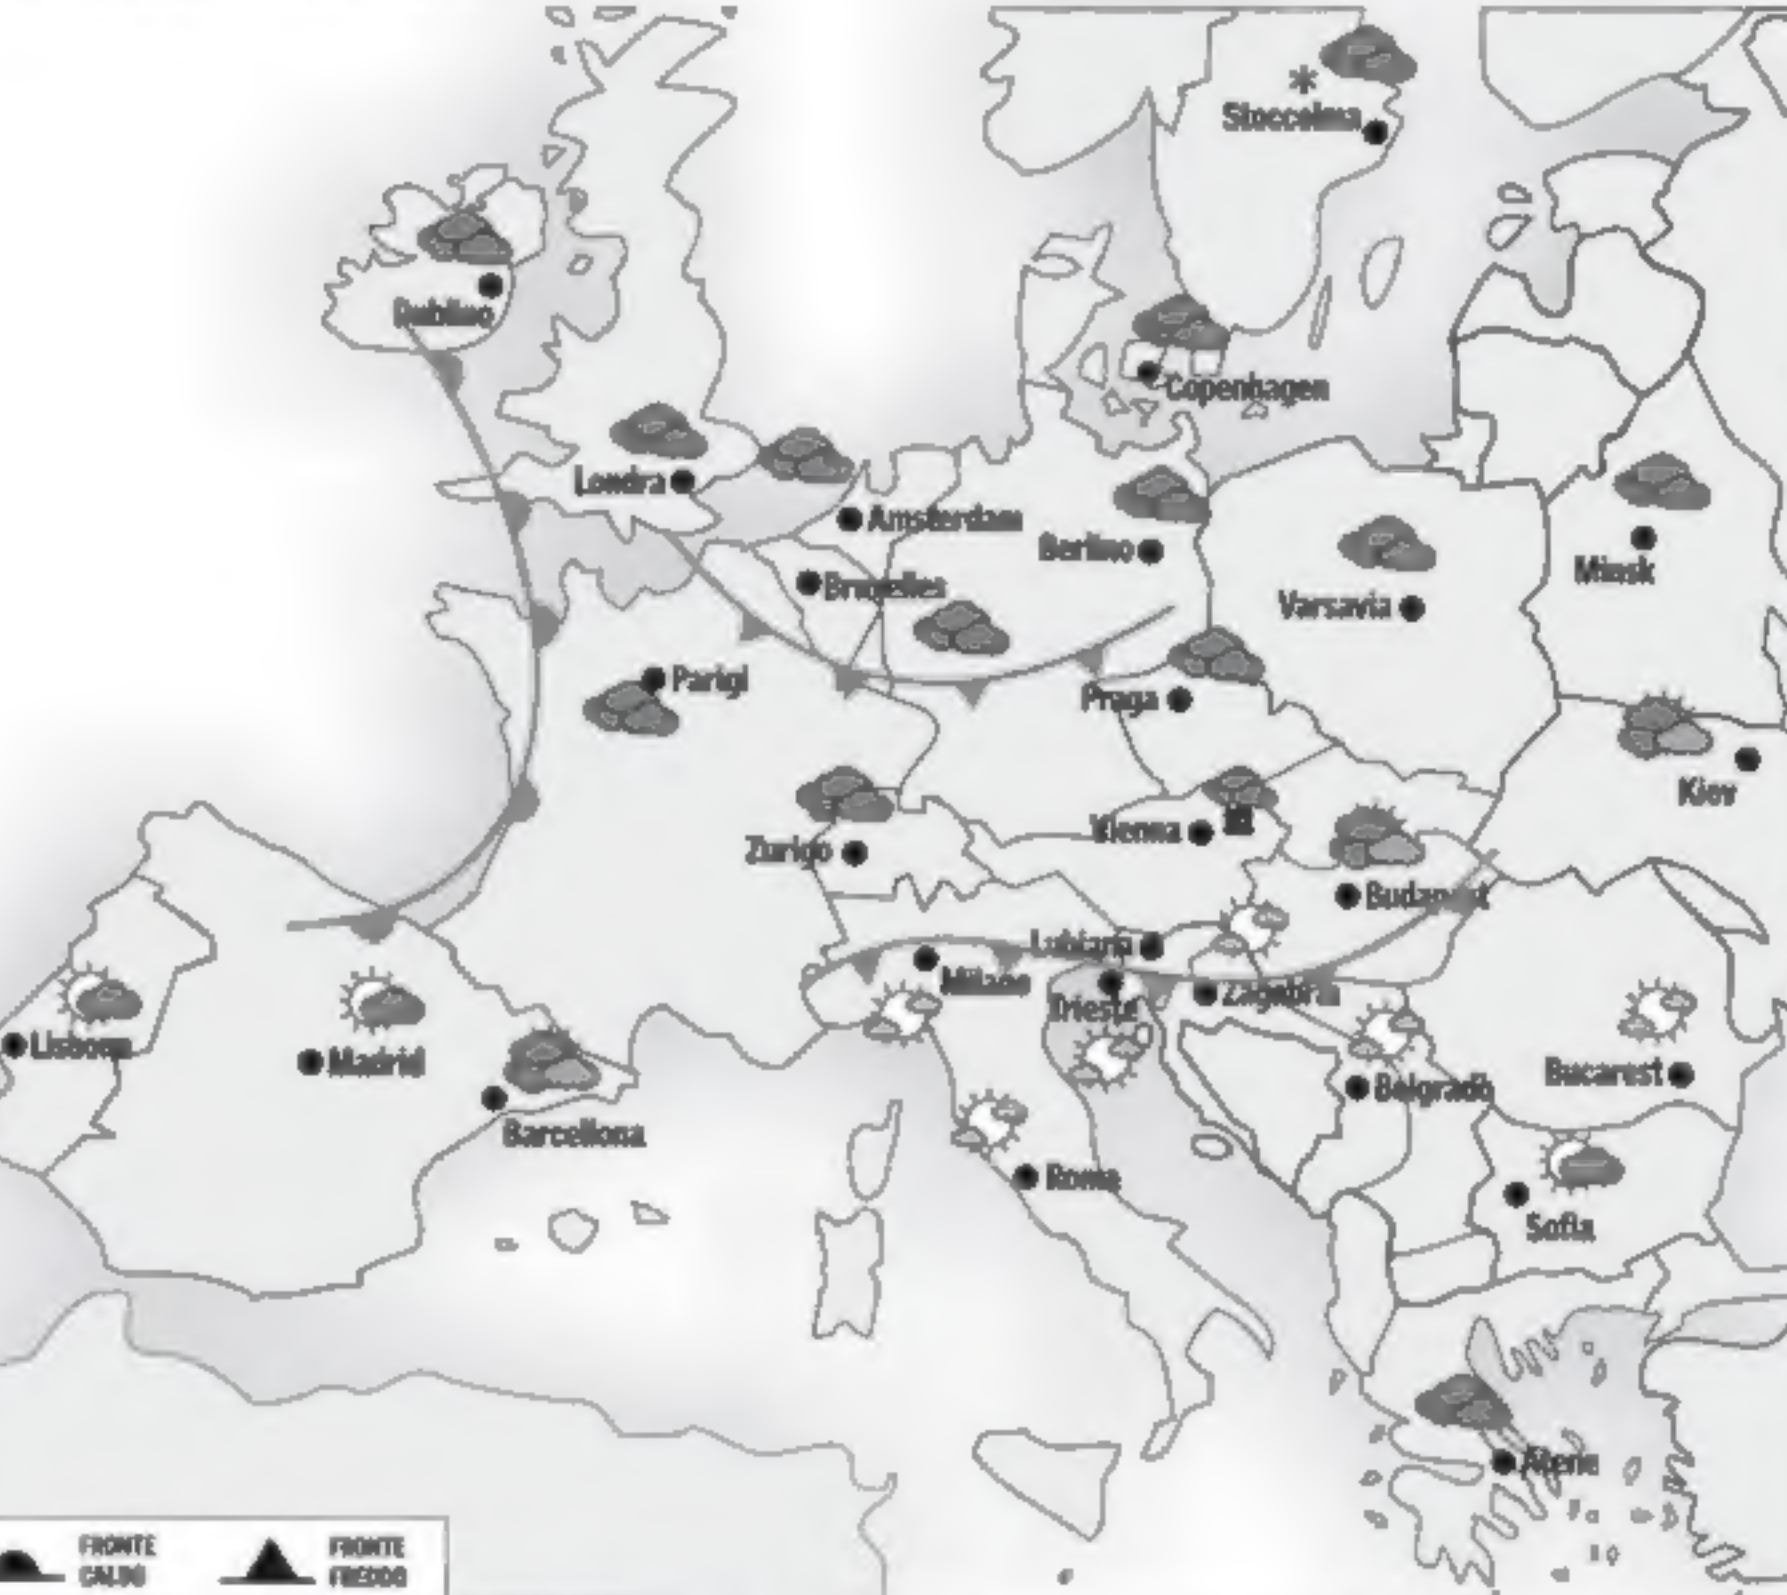 Stoccolma
Dublino
Copenhagen
Londra
Amsterdam
Berlino
Minsk
Bruxelles
Varsavia
Parigi
Praga
Kiev
Vienna
Zurigo
Budapest
Lubiana
Milano
Zagabria
Trieste
Lisbona
Madrid
Bucarest
Belgrado
Barcellona
Roma
Sofia
Atene
FRONTE
CALDO
FRONTE
FREDDO